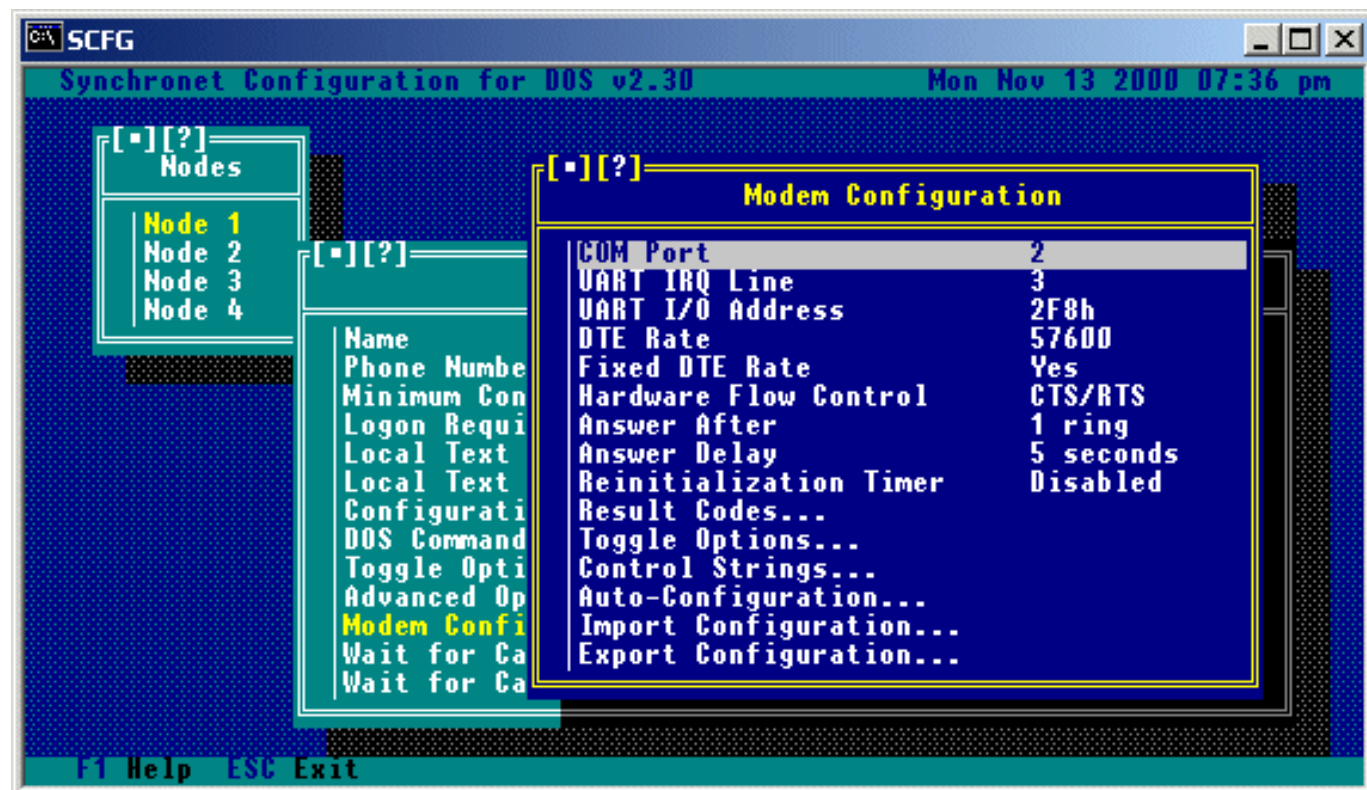 SCFG
Synchronet Configuration for DOS v2.30 Mon Nov 13 2000 07:36 pm
[▪][?]
Nodes
Node 1
Node 2
Node 3
Node 4
[▪][?]
Name
Phone Numbe
Minimum Con
Logon Requi
Local Text
Local Text
Configurati
DOS Command
Toggle Opti
Advanced Op
Modem Confi
Wait for Ca
Wait for Ca
[▪][?]
Modem Configuration
COM Port 2
UART IRQ Line 3
UART I/O Address 2F8h
DTE Rate 57600
Fixed DTE Rate Yes
Hardware Flow Control CTS/RTS
Answer After 1 ring
Answer Delay 5 seconds
Reinitialization Timer Disabled
Result Codes...
Toggle Options...
Control Strings...
Auto-Configuration...
Import Configuration...
Export Configuration...
F1 Help ESC Exit